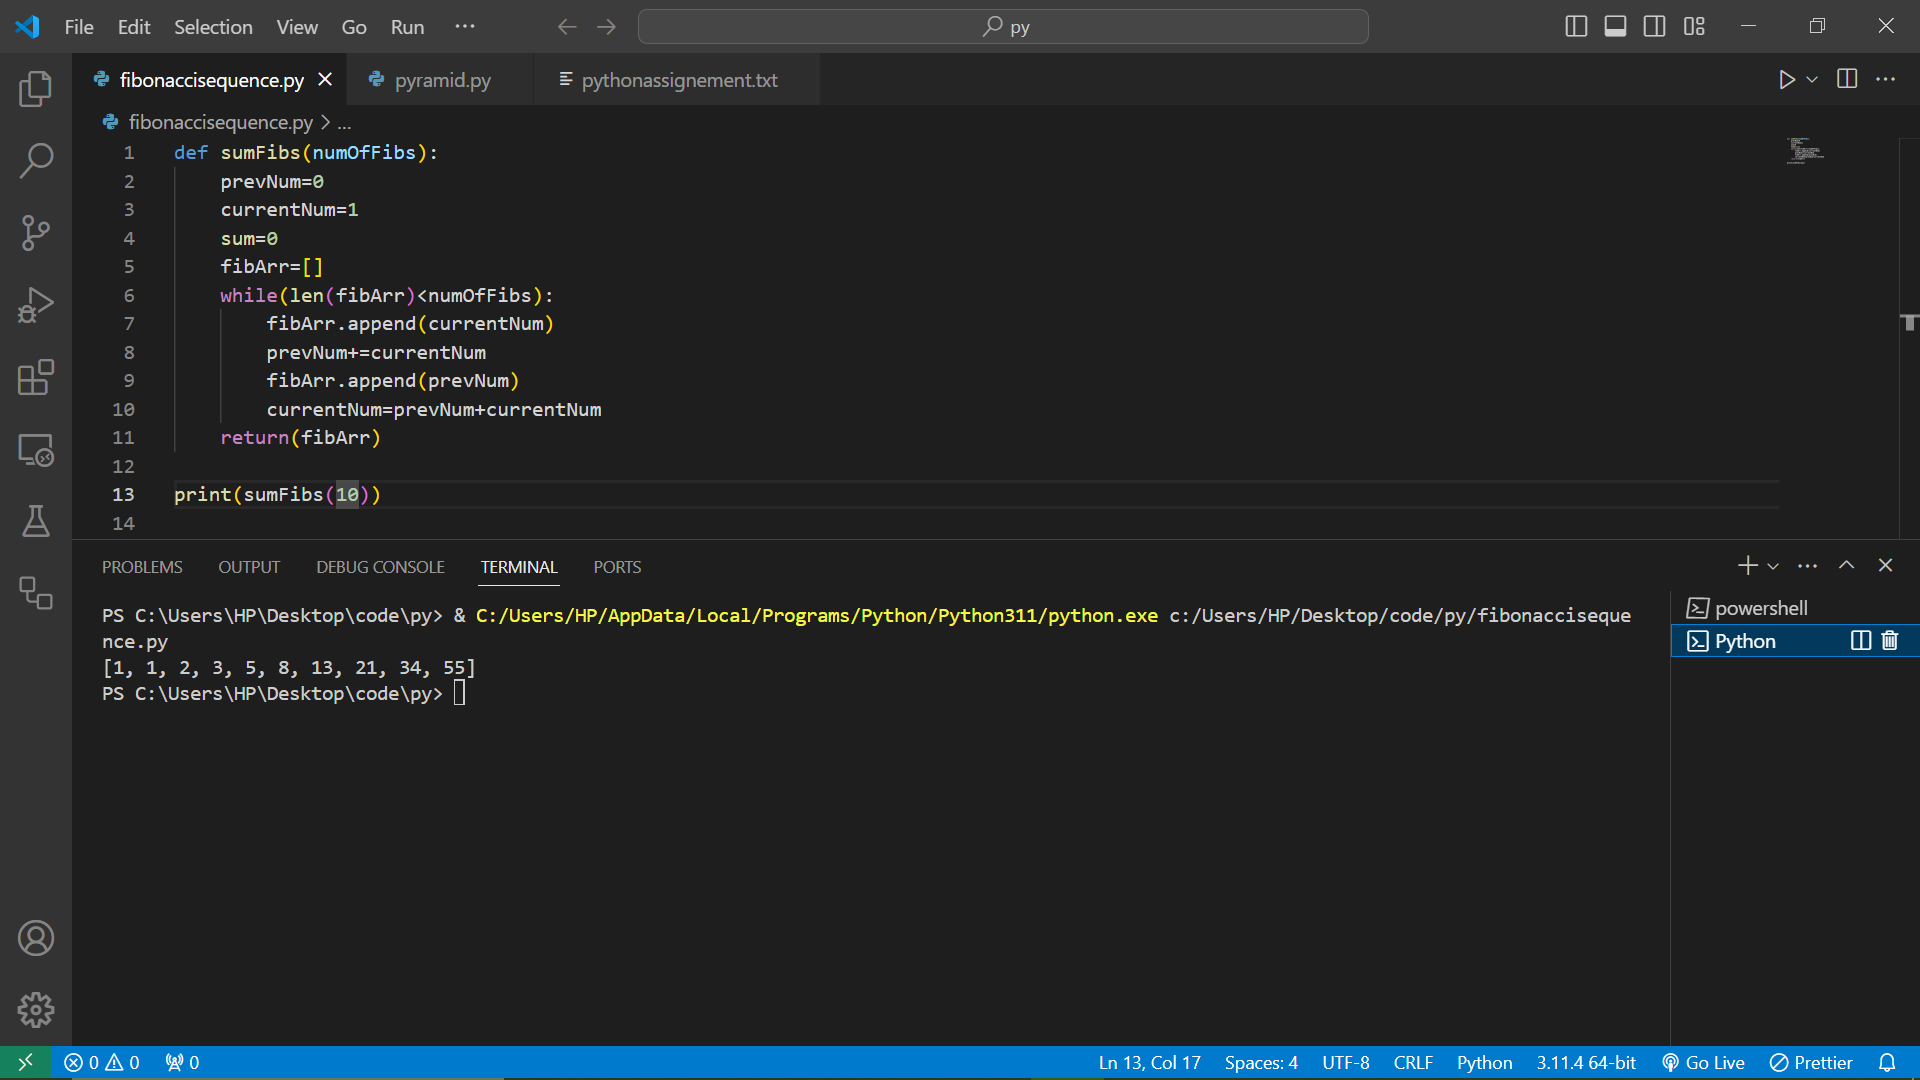 File Edit Selection View Go Run ···
py
fibonaccisequence.py pyramid.py pythonassignement.txt
fibonaccisequence.py > ...
1 def sumFibs(numOfFibs):
2     prevNum=0
3     currentNum=1
4     sum=0
5     fibArr=[]
6     while(len(fibArr)<numOfFibs):
7         fibArr.append(currentNum)
8         prevNum+=currentNum
9         fibArr.append(prevNum)
10         currentNum=prevNum+currentNum
11     return(fibArr)
12
13 print(sumFibs(10))
14
PROBLEMS OUTPUT DEBUG CONSOLE TERMINAL PORTS
PS C:\Users\HP\Desktop\code\py> & C:/Users/HP/AppData/Local/Programs/Python/Python311/python.exe c:/Users/HP/Desktop/code/py/fibonacciseque
nce.py
[1, 1, 2, 3, 5, 8, 13, 21, 34, 55]
PS C:\Users\HP\Desktop\code\py>
powershell
Python
0 0 0 Ln 13, Col 17 Spaces: 4 UTF-8 CRLF Python 3.11.4 64-bit Go Live Prettier